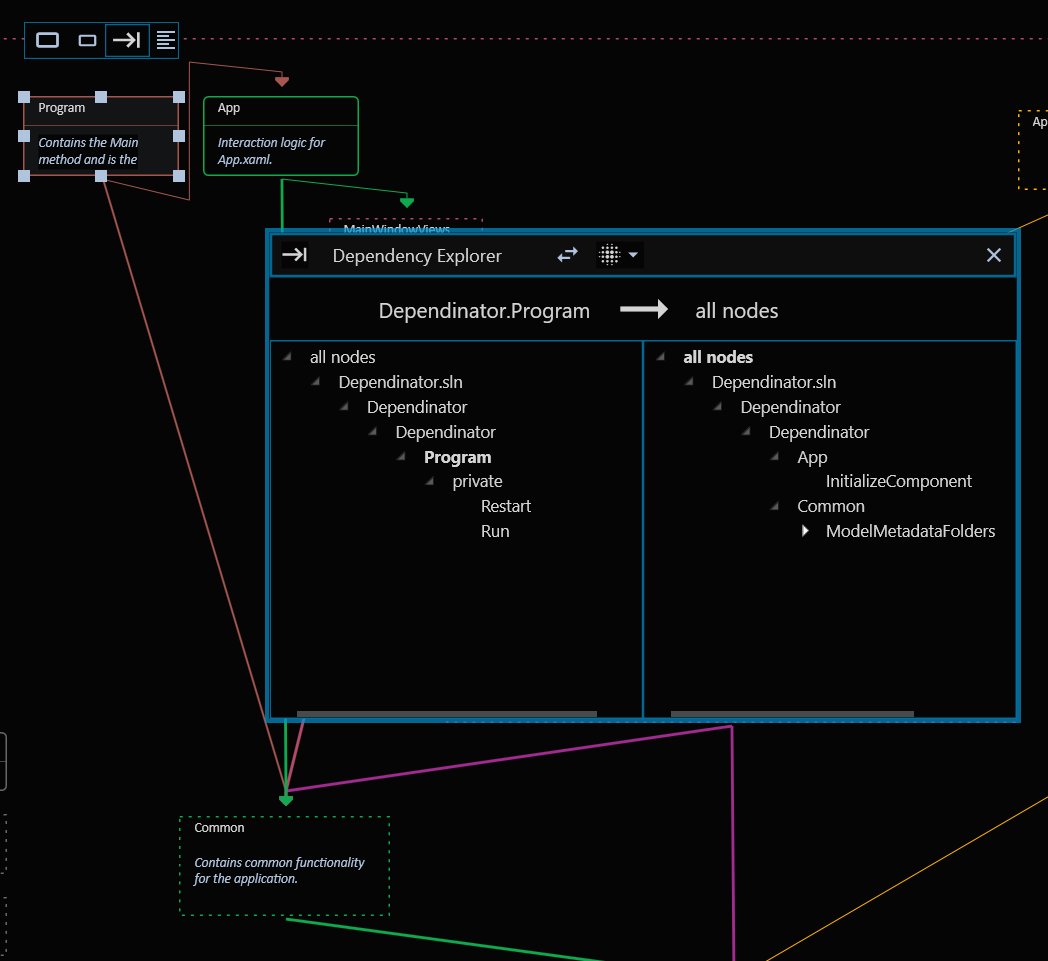 Program
Contains the Main
method and is the
App
Interaction logic for
App.xaml.
Ap
MainWindowViews
Dependency Explorer
Dependinator.Program
all nodes
all nodes
Dependinator.sln
Dependinator
Dependinator
Program
private
Restart
Run
all nodes
Dependinator.sln
Dependinator
Dependinator
App
InitializeComponent
Common
ModelMetadataFolders
Common
Contains common functionality
for the application.